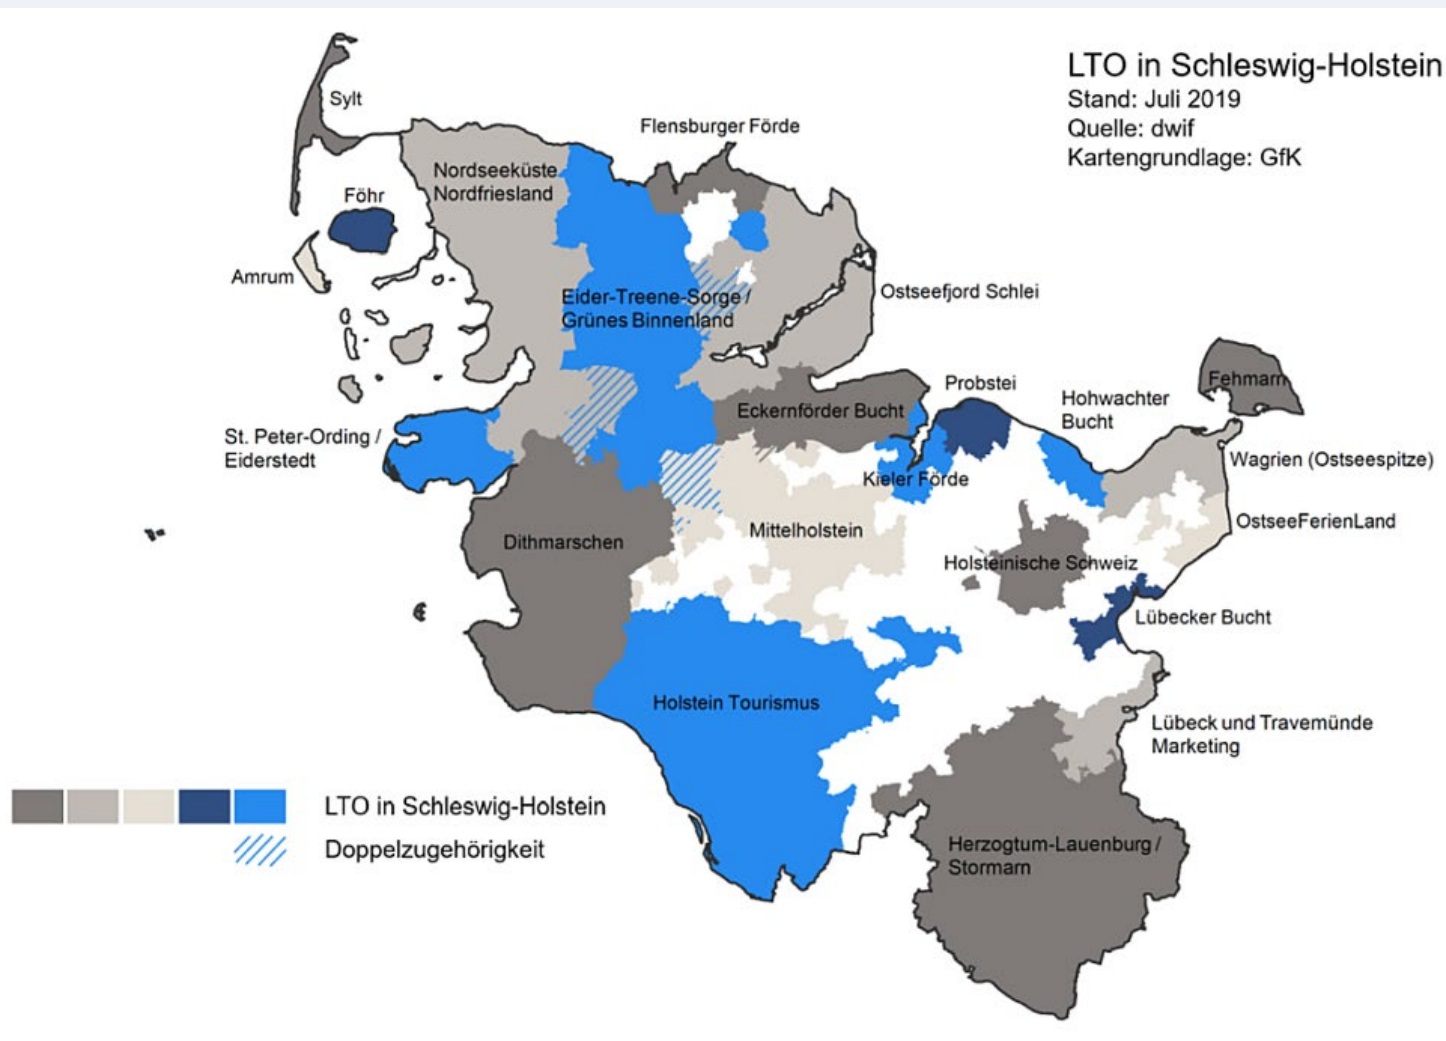 LTO in Schleswig-Holstein
Stand: Juli 2019
Quelle: dwif
Kartengrundlage: GfK
Sylt
Flensburger Förde
Nordseeküste
Nordfriesland
Föhr
Amrum
Eider-Treene-Sorge /
Grünes Binnenland
Ostseefjord Schlei
Fehmarn
Probstei
Hohwachter
Bucht
Eckernförder Bucht
St. Peter-Ording /
Eiderstedt
Wagrien (Ostseespitze)
Kieler Förde
OstseeFerienLand
Mittelholstein
Dithmarschen
Holsteinische Schweiz
Lübecker Bucht
Holstein Tourismus
Lübeck und Travemünde
Marketing
LTO in Schleswig-Holstein
Doppelzugehörigkeit
Herzogtum-Lauenburg /
Stormarn